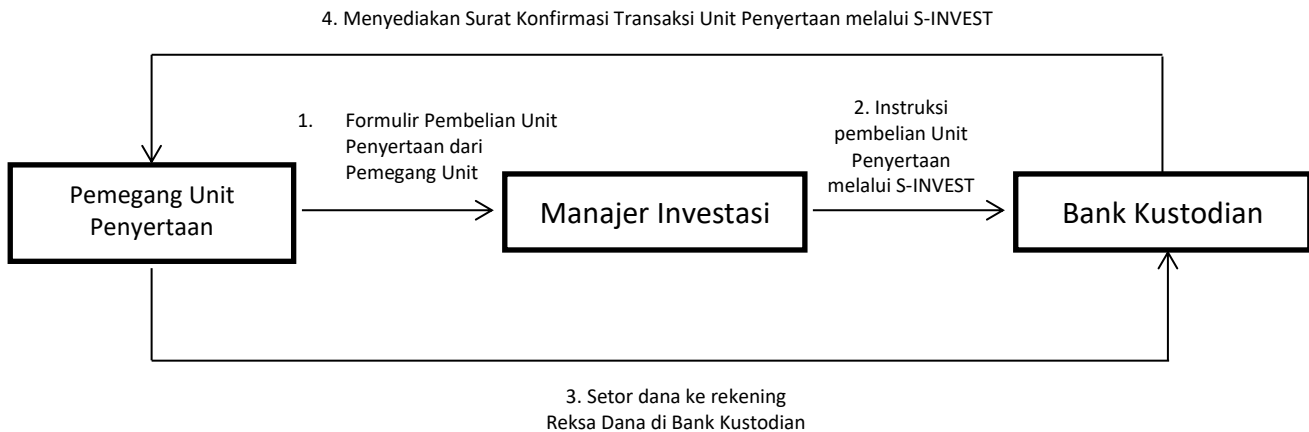 4. Menyediakan Surat Konfirmasi Transaksi Unit Penyertaan melalui S-INVEST
1. Formulir Pembelian Unit
Penyertaan dari
Pemegang Unit
2. Instruksi
pembelian Unit
Penyertaan
melalui S-INVEST
Pemegang Unit
Penyertaan
Manajer Investasi
Bank Kustodian
3. Setor dana ke rekening
Reksa Dana di Bank Kustodian